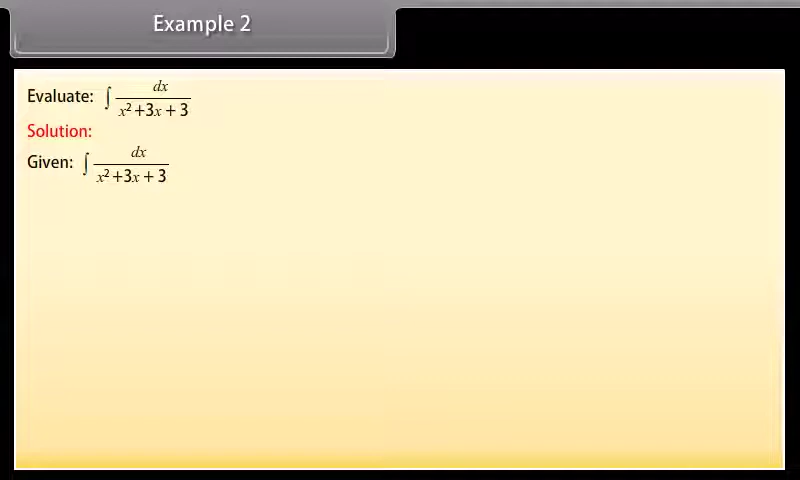 Example 2
Evaluate: ∫ dx / x²+3x + 3
Solution:
Given: ∫ dx / x²+3x + 3